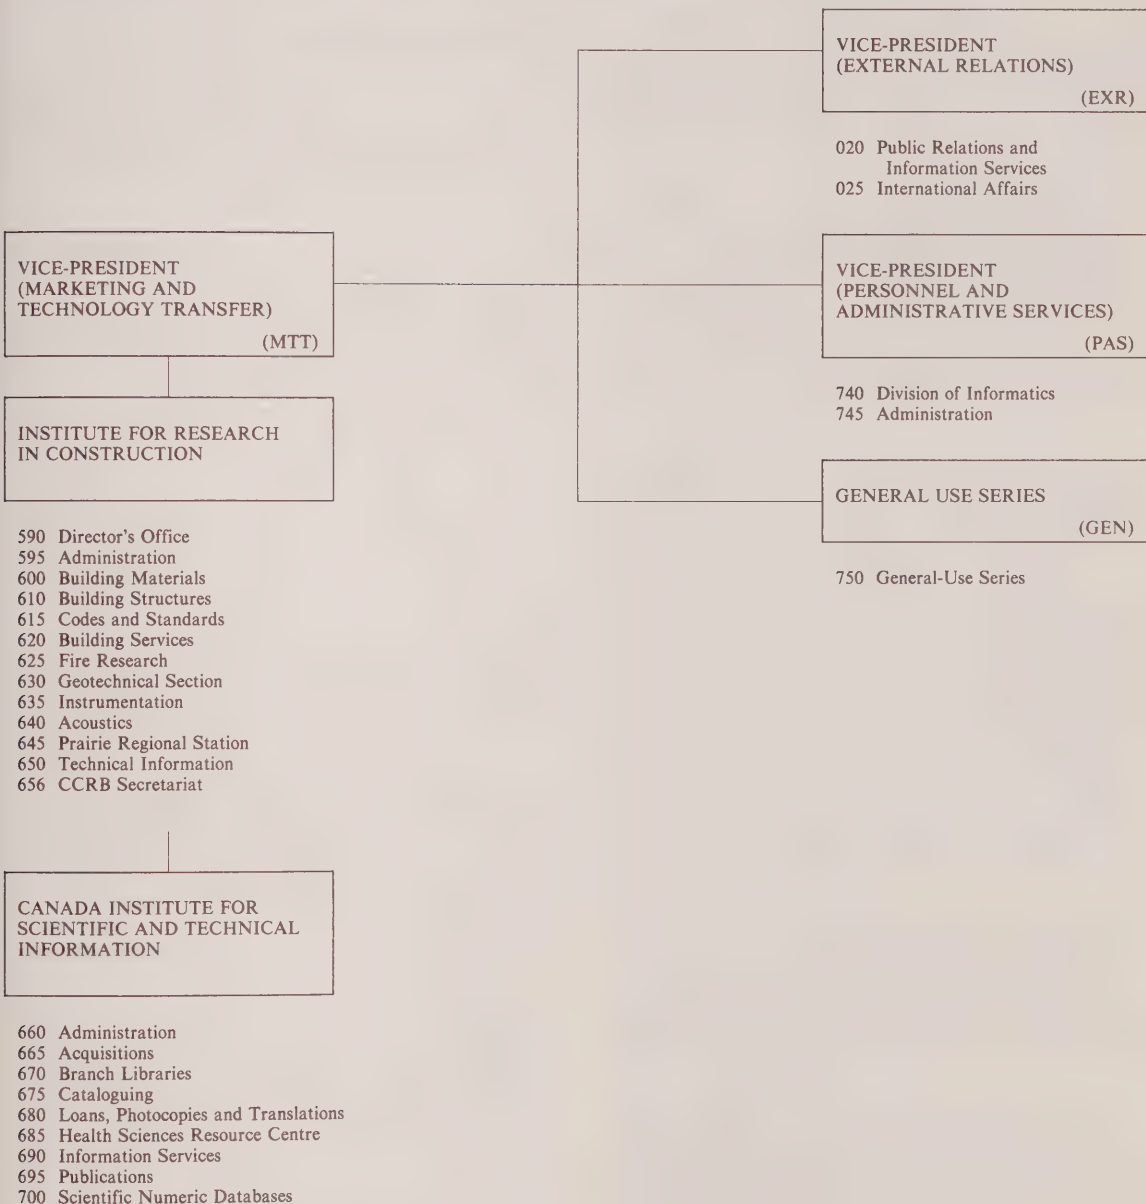 VICE-PRESIDENT
(MARKETING AND
TECHNOLOGY TRANSFER)
(MTT)
INSTITUTE FOR RESEARCH
IN CONSTRUCTION
590 Director's Office
595 Administration
600 Building Materials
610 Building Structures
615 Codes and Standards
620 Building Services
625 Fire Research
630 Geotechnical Section
635 Instrumentation
640 Acoustics
645 Prairie Regional Station
650 Technical Information
656 CCRB Secretariat
CANADA INSTITUTE FOR
SCIENTIFIC AND TECHNICAL
INFORMATION
660 Administration
665 Acquisitions
670 Branch Libraries
675 Cataloguing
680 Loans, Photocopies and Translations
685 Health Sciences Resource Centre
690 Information Services
695 Publications
700 Scientific Numeric Databases
VICE-PRESIDENT
(EXTERNAL RELATIONS)
(EXR)
020 Public Relations and
Information Services
025 International Affairs
VICE-PRESIDENT
(PERSONNEL AND
ADMINISTRATIVE SERVICES)
(PAS)
740 Division of Informatics
745 Administration
GENERAL USE SERIES
(GEN)
750 General-Use Series